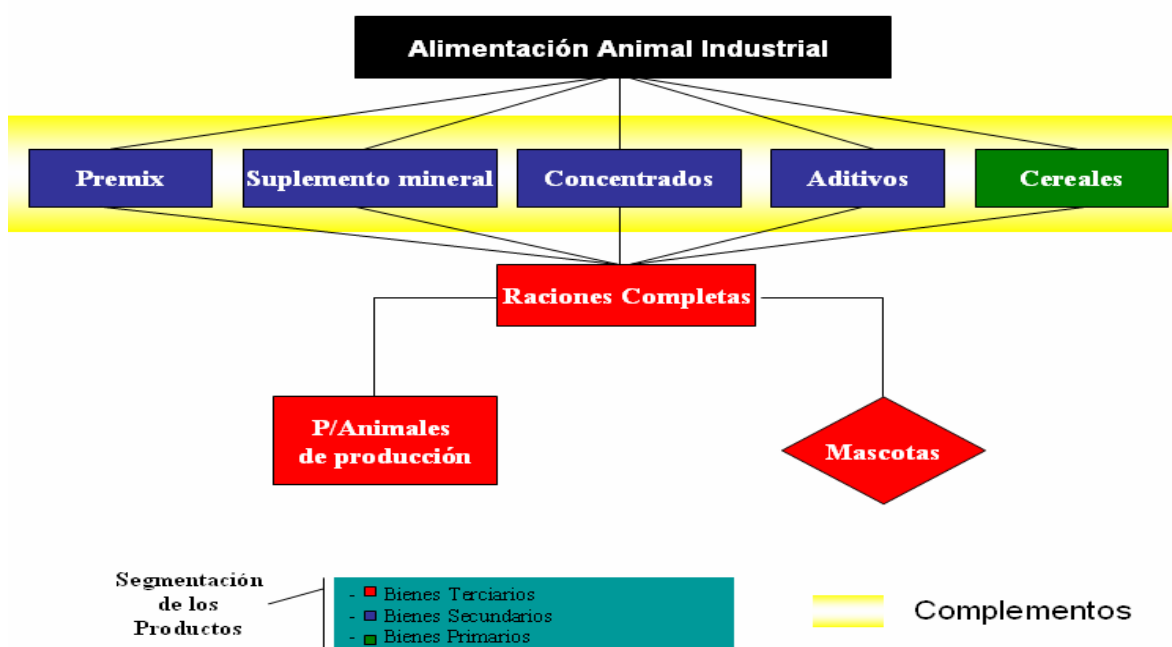 Alimentación Animal Industrial
Premix
Suplemento mineral
Concentrados
Aditivos
Cereales
Raciones Completas
P/Animales
de producción
Mascotas
Segmentación
de los
Productos
- Bienes Terciarios
- Bienes Secundarios
- Bienes Primarios
Complementos